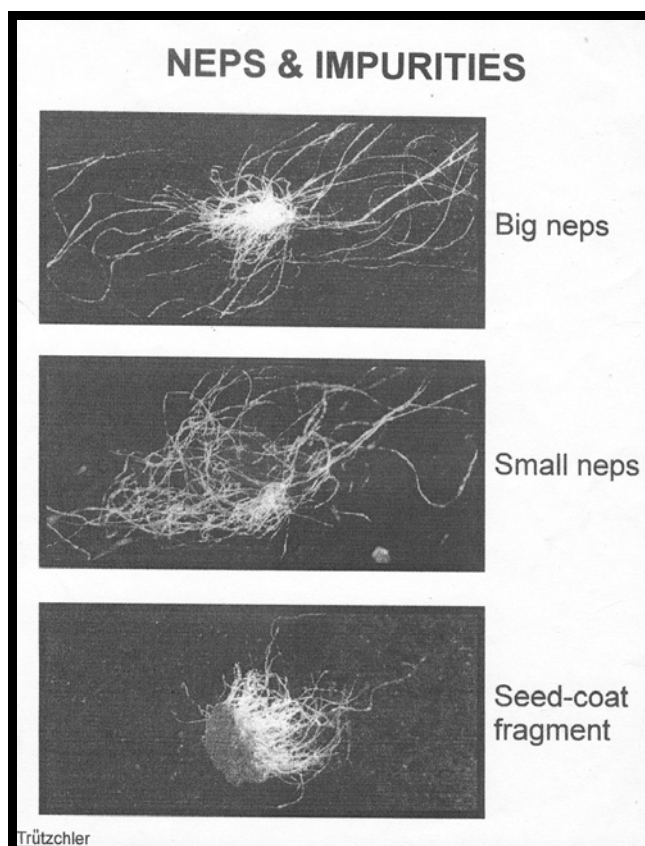 NEPS & IMPURITIES
Big neps
Small neps
Seed-coat
fragment
Trützchler